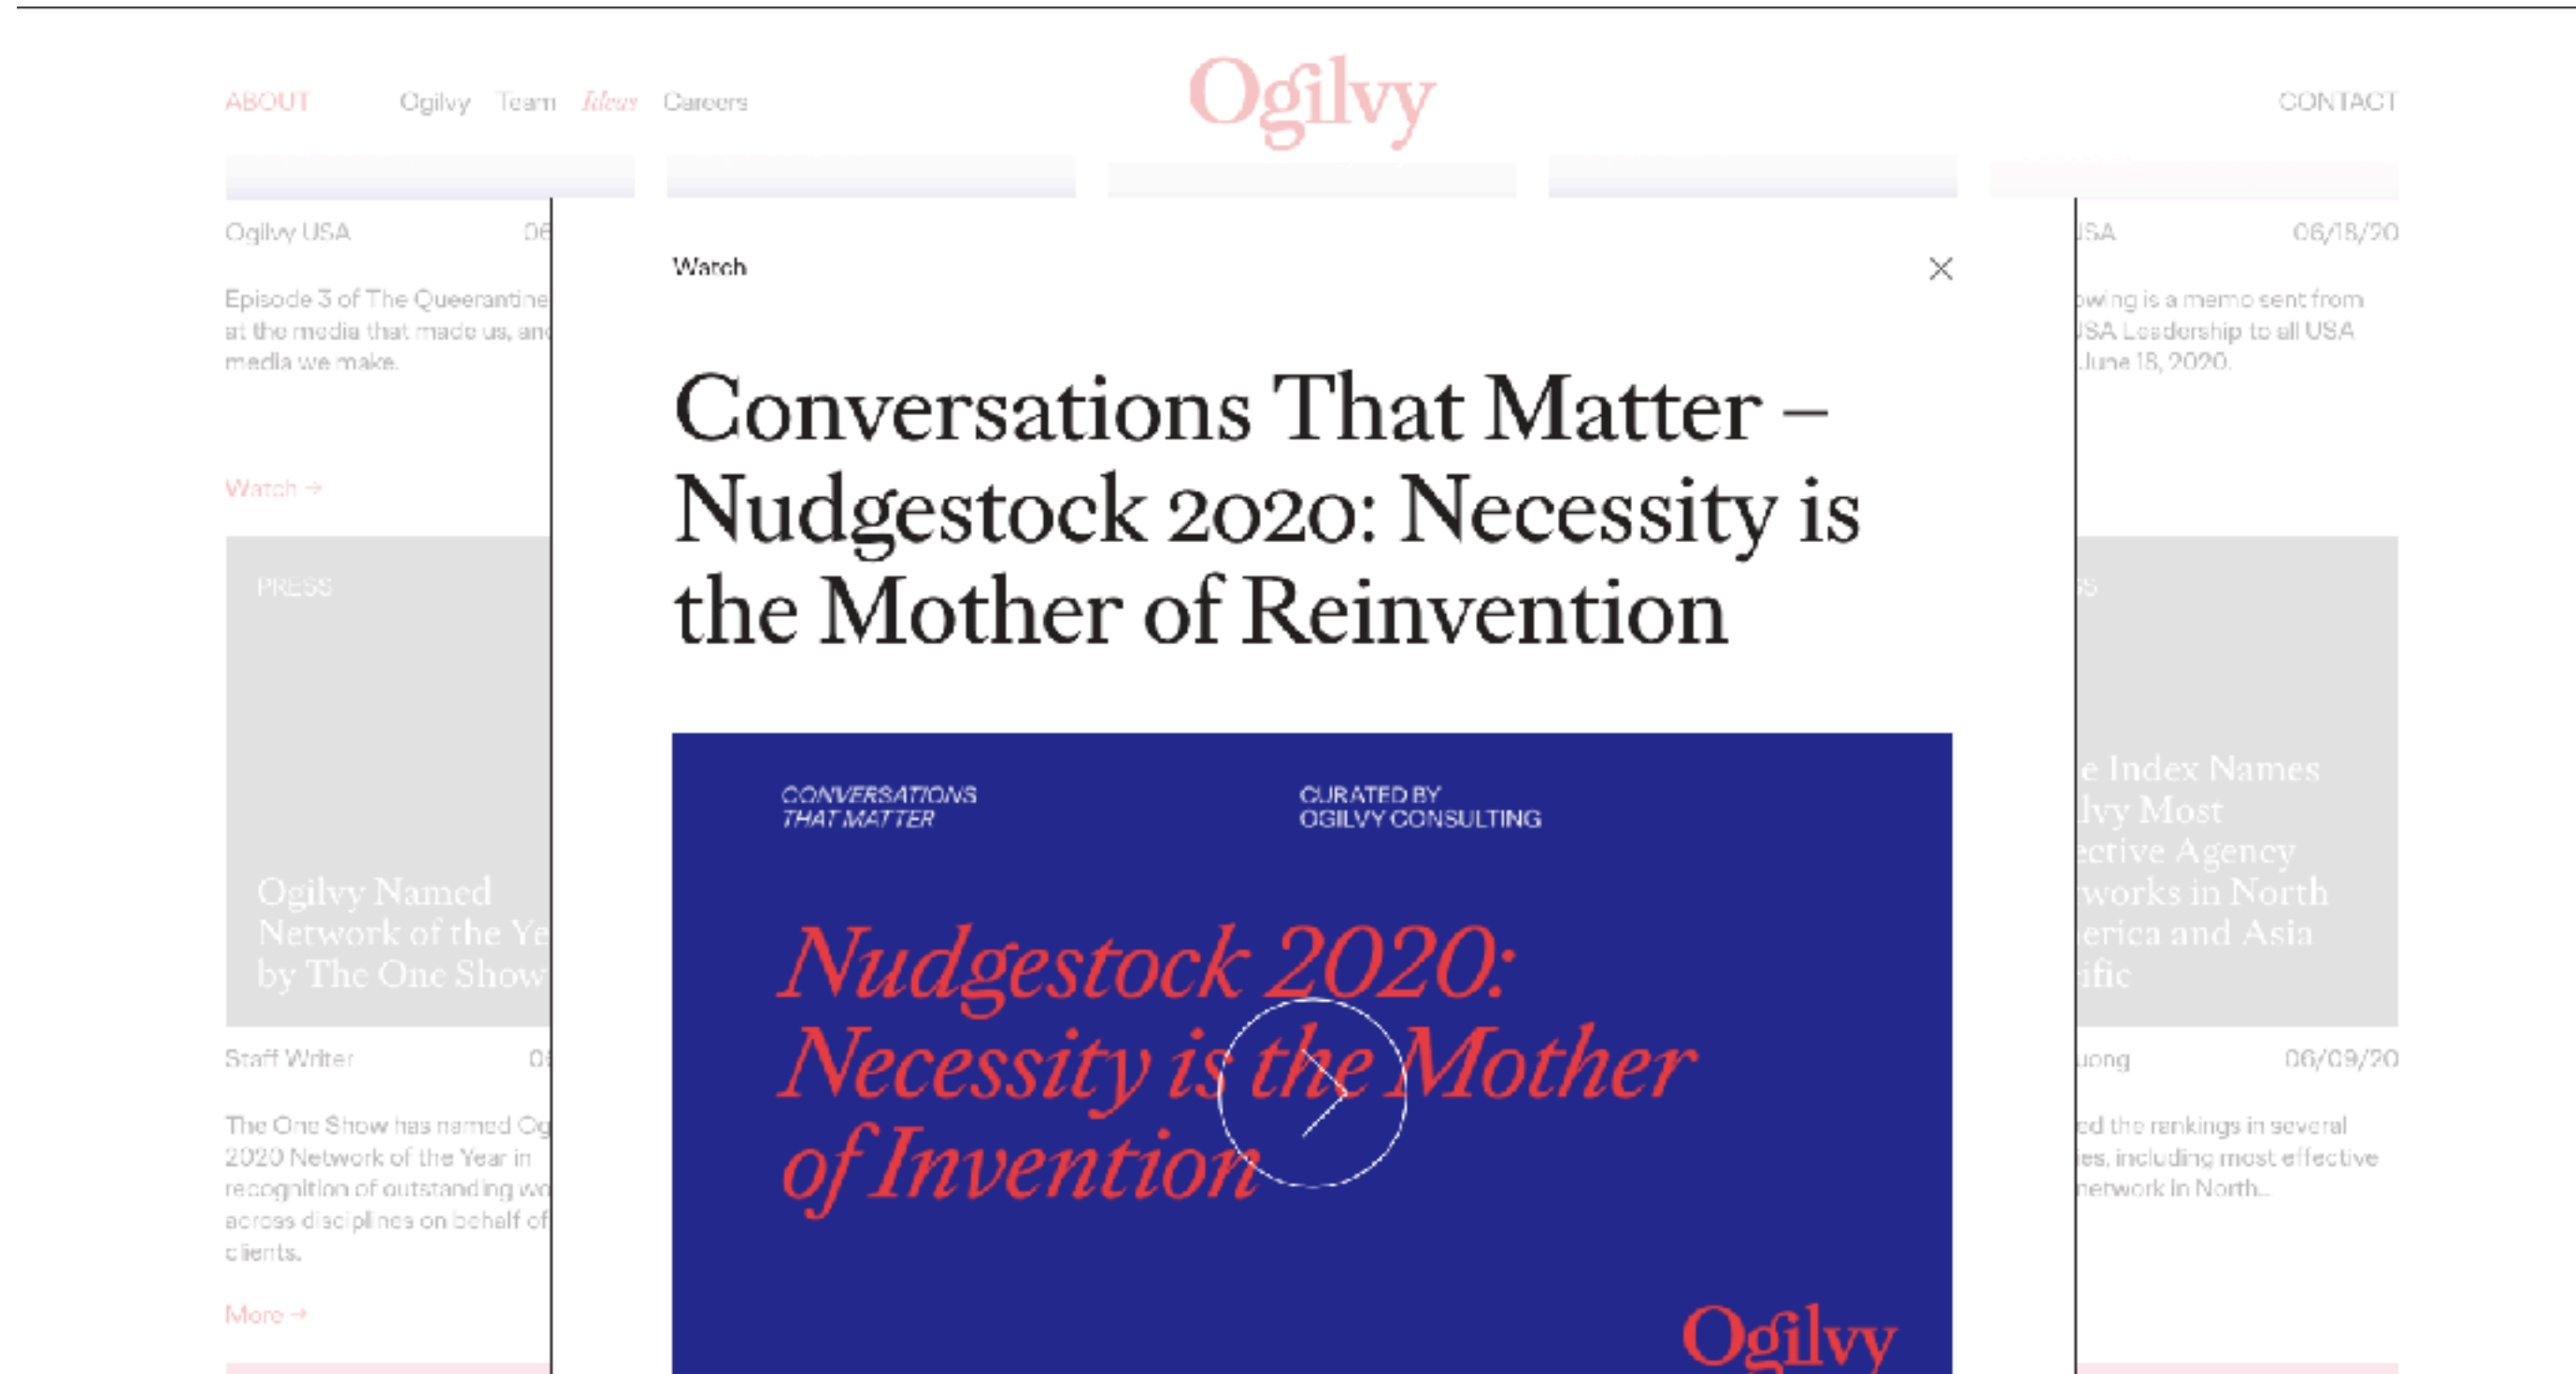 ABOUT Ogilvy Team Ideas Careers
Ogilvy
CONTACT
Ogilvy USA
Episode 3 of The Queerantine
at the media that made us, and
media we make.
Watch →
PRESS
Ogilvy Named
Network of the Ye
by The One Show
Staff Writer
The One Show has named Og
2020 Network of the Year in
recognition of outstanding wo
across disciplines on behalf of
clients.
More →
Watch
Conversations That Matter –
Nudgestock 2020: Necessity is
the Mother of Reinvention
CONVERSATIONS
THAT MATTER
CURATED BY
OGILVY CONSULTING
Nudgestock 2020:
Necessity is the Mother
of Invention
Ogilvy
USA 06/18/20
owing is a memo sent from
USA Leadership to all USA
June 18, 2020.
SS
e Index Names
lvy Most
ective Agency
works in North
erica and Asia
ific
uong 06/09/20
ed the rankings in several
ies, including most effective
network in North...